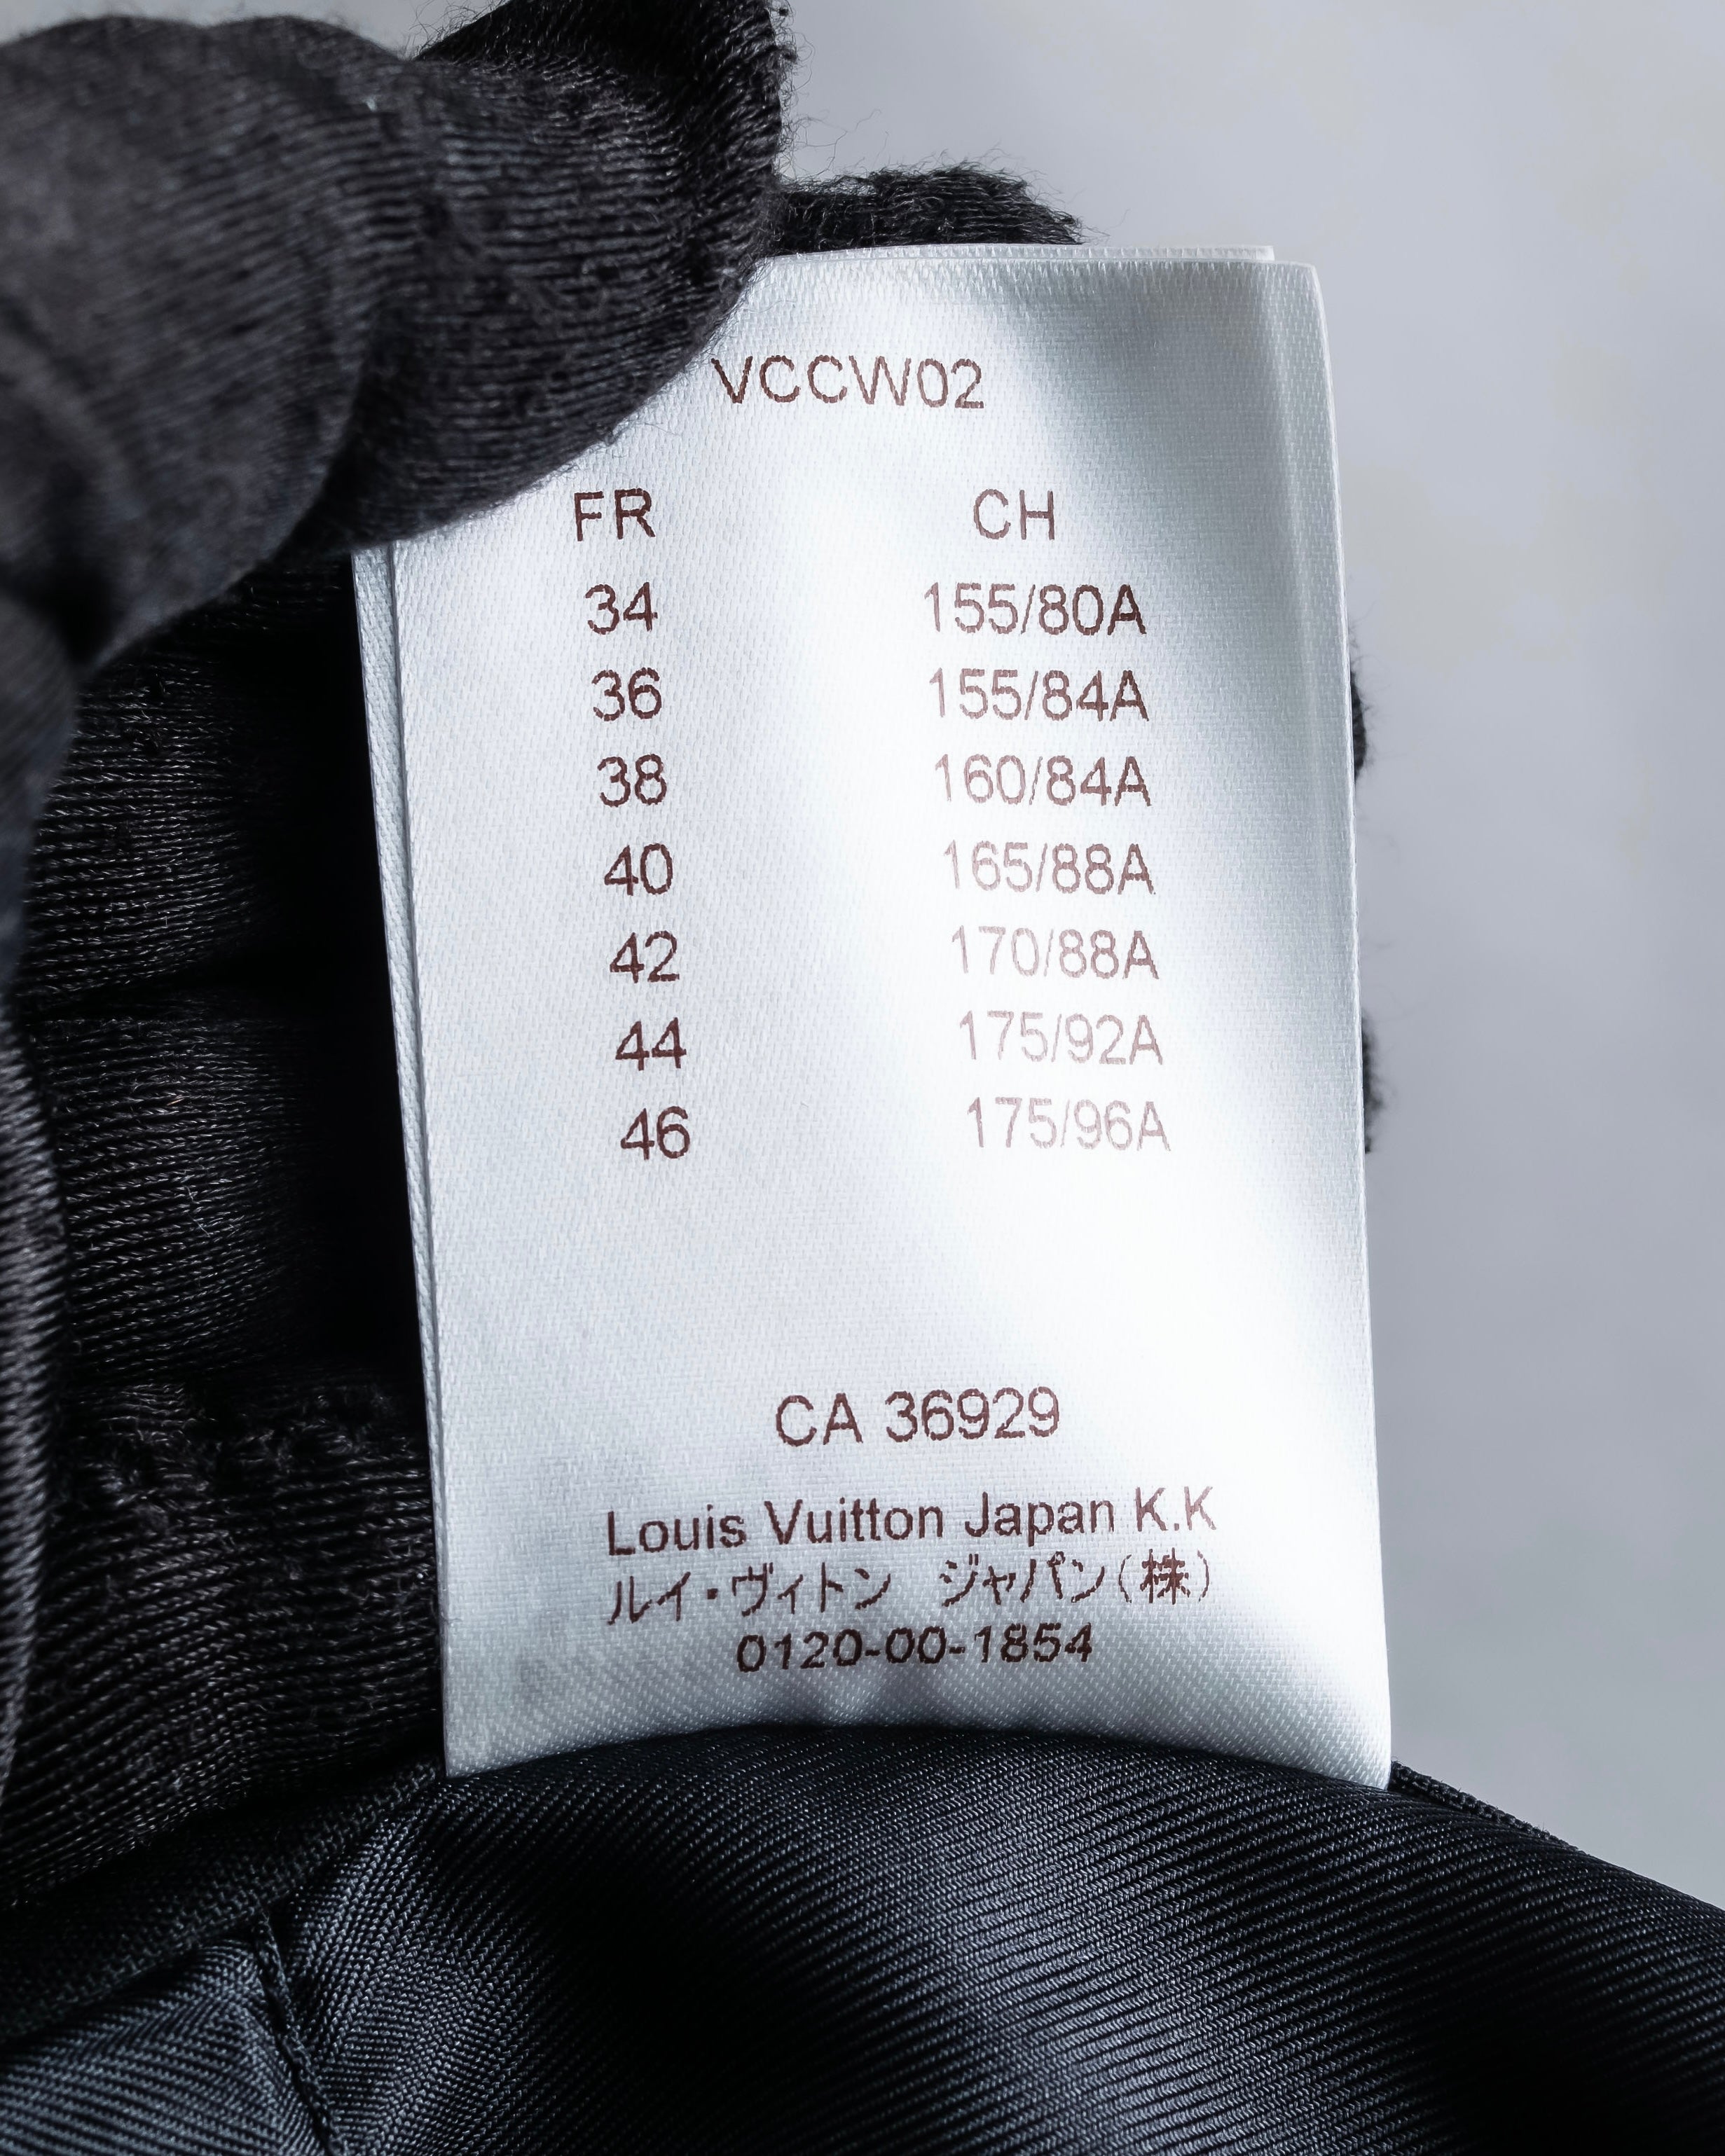 VCCW02
FR CH
34 155/80A
36 155/84A
38 160/84A
40 165/88A
42 170/88A
44 175/92A
46 175/96A
CA 36929
Louis Vuitton Japan K.K
ルイ・ヴィトン ジャパン(株)
0120-00-1854